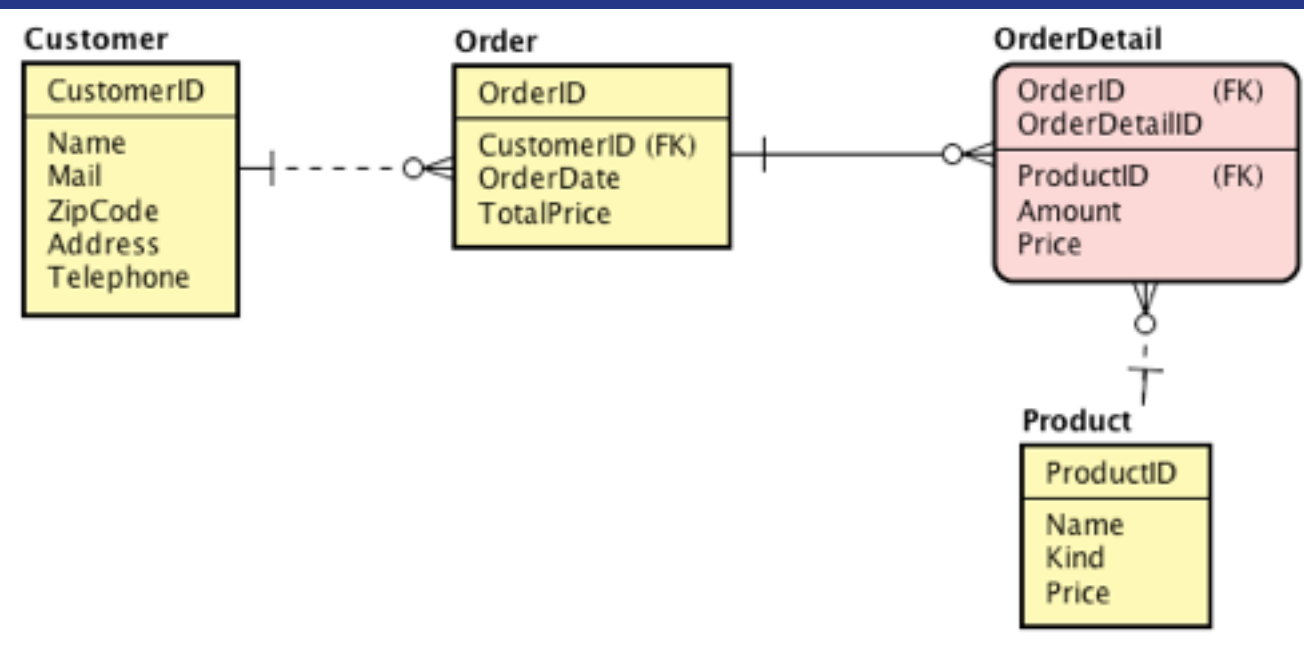 Customer
CustomerID
Name
Mail
ZipCode
Address
Telephone
Order
OrderID
CustomerID (FK)
OrderDate
TotalPrice
OrderDetail
OrderID (FK)
OrderDetailID
ProductID (FK)
Amount
Price
Product
ProductID
Name
Kind
Price